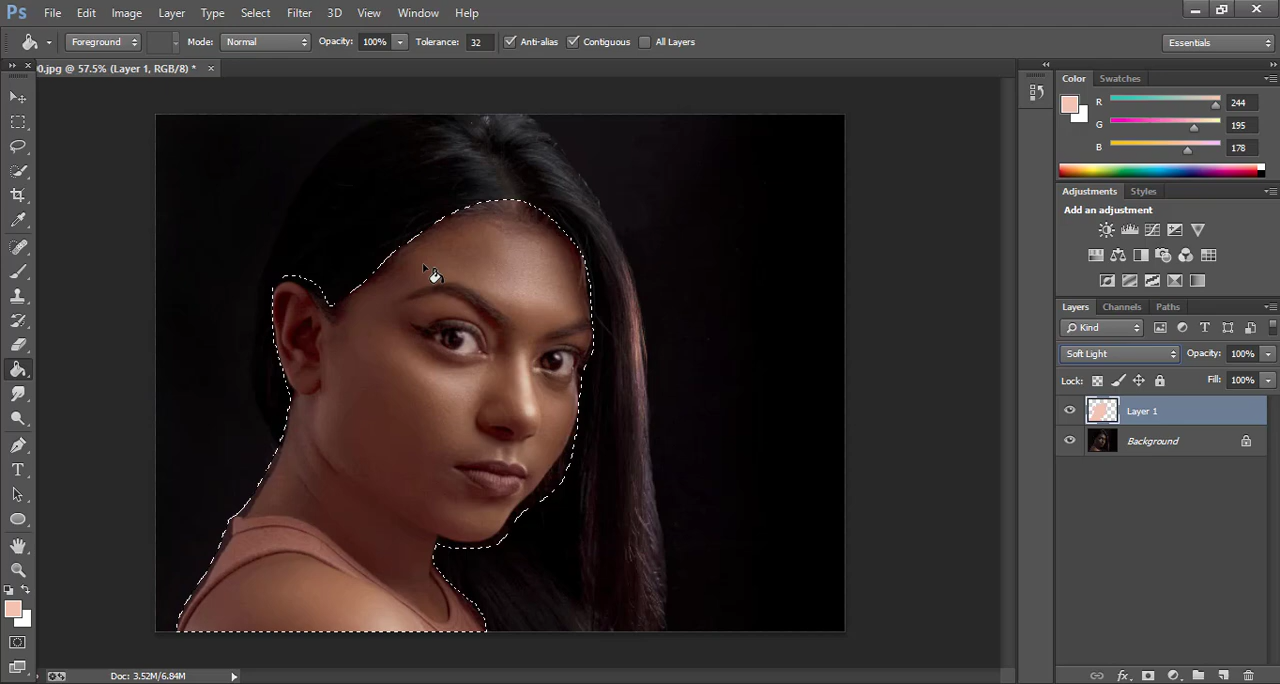 Ps File Edit Image Layer Type Select Filter 3D View Window Help
Foreground Mode: Normal Opacity: 100% Tolerance: 32 Anti-alias Contiguous All Layers Essentials
0.jpg @ 57.5% (Layer 1, RGB/8) * ×
Color Swatches
R 244
G 195
B 178
Adjustments Styles
Add an adjustment
Layers Channels Paths
Kind T
Soft Light Opacity: 100%
Lock: Fill: 100%
Layer 1
Background
T
fx
Doc: 3.52M/6.84M